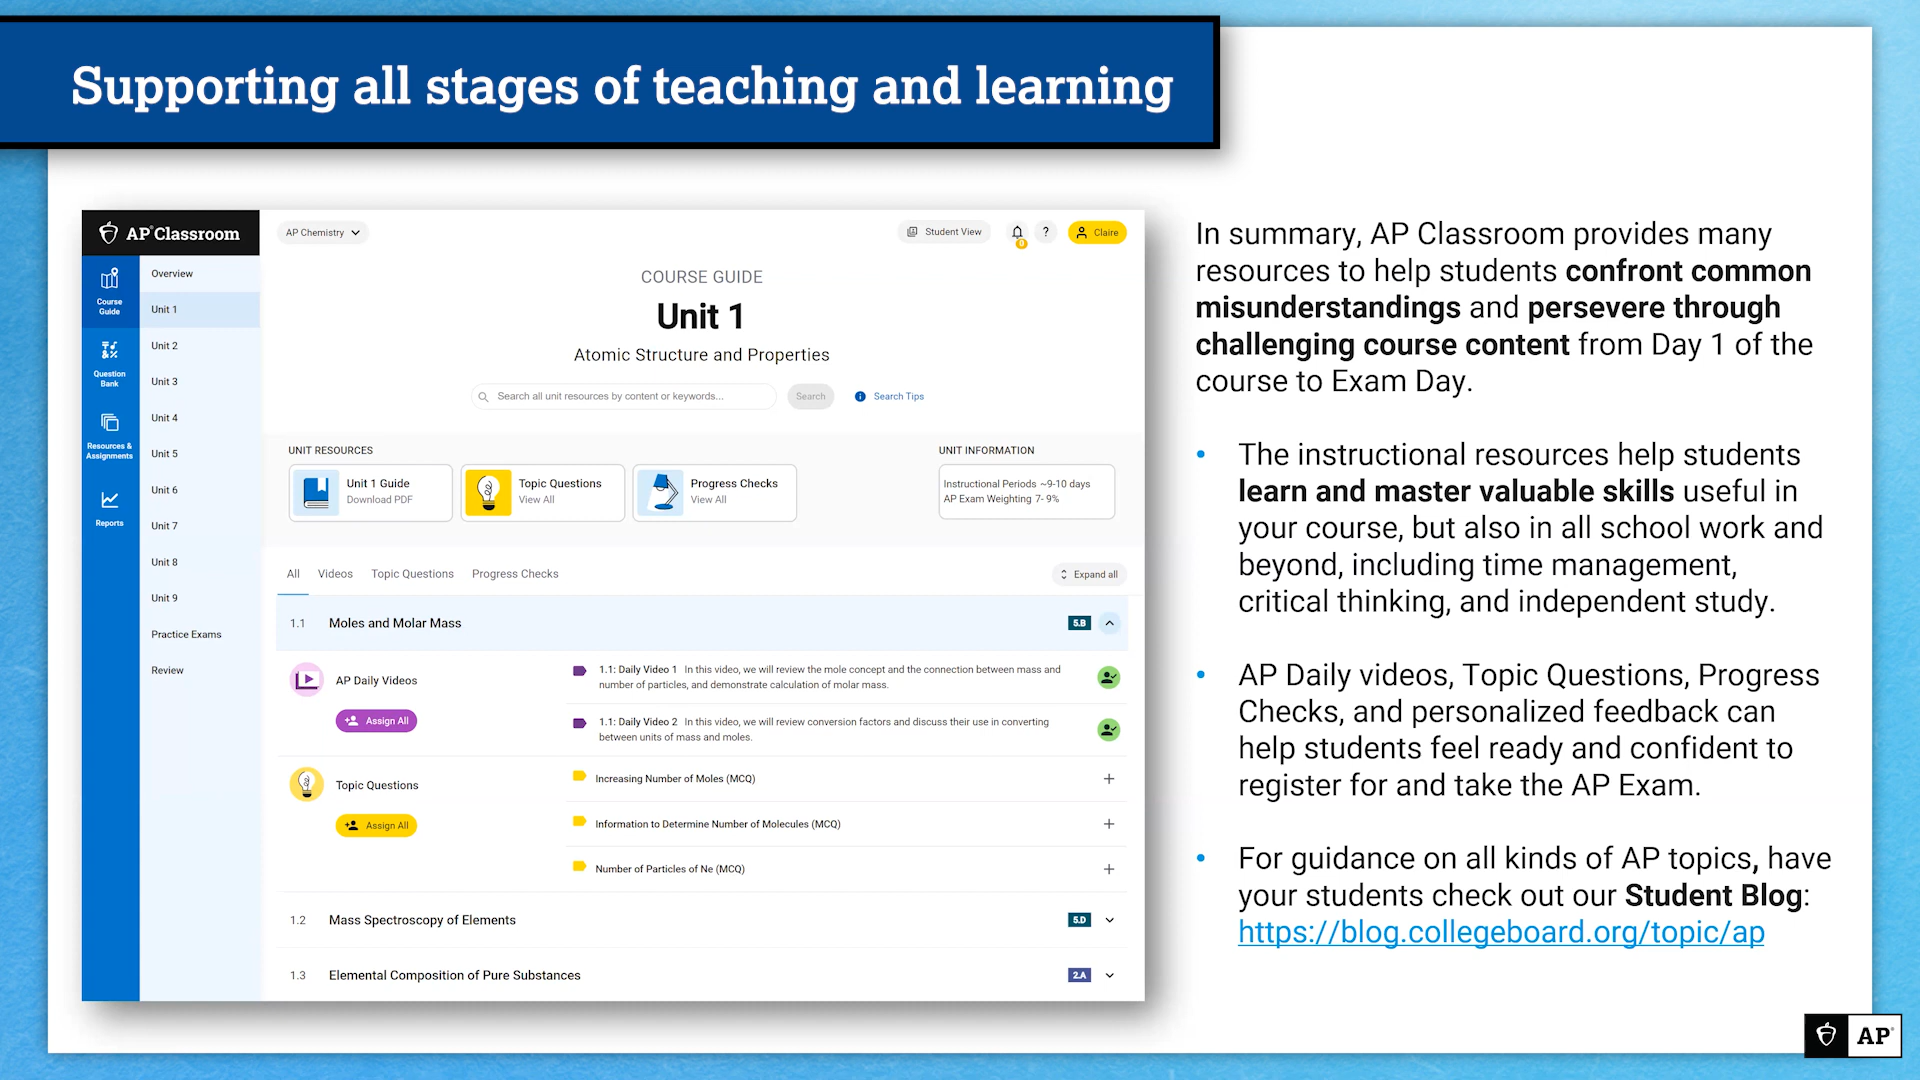 Supporting all stages of teaching and learning
AP Classroom
AP Chemistry
Student View
0
?
Claire
Course
Guide
Question
Bank
Resources &
Assignments
Reports
Overview
Unit 1
Unit 2
Unit 3
Unit 4
Unit 5
Unit 6
Unit 7
Unit 8
Unit 9
Practice Exams
Review
COURSE GUIDE
Unit 1
Atomic Structure and Properties
Search all unit resources by content or keywords...
Search
Search Tips
UNIT RESOURCES
Unit 1 Guide
Download PDF
Topic Questions
View All
Progress Checks
View All
UNIT INFORMATION
Instructional Periods ~9-10 days
AP Exam Weighting 7- 9%
All Videos Topic Questions Progress Checks
Expand all
1.1 Moles and Molar Mass 5.B
AP Daily Videos
Assign All
1.1: Daily Video 1 In this video, we will review the mole concept and the connection between mass and
number of particles, and demonstrate calculation of molar mass.
1.1: Daily Video 2 In this video, we will review conversion factors and discuss their use in converting
between units of mass and moles.
Topic Questions
Assign All
Increasing Number of Moles (MCQ)
Information to Determine Number of Molecules (MCQ)
Number of Particles of Ne (MCQ)
1.2 Mass Spectroscopy of Elements 5.D
1.3 Elemental Composition of Pure Substances 2.A
In summary, AP Classroom provides many
resources to help students confront common
misunderstandings and persevere through
challenging course content from Day 1 of the
course to Exam Day.
• The instructional resources help students
learn and master valuable skills useful in
your course, but also in all school work and
beyond, including time management,
critical thinking, and independent study.
• AP Daily videos, Topic Questions, Progress
Checks, and personalized feedback can
help students feel ready and confident to
register for and take the AP Exam.
• For guidance on all kinds of AP topics, have
your students check out our Student Blog:
https://blog.collegeboard.org/topic/ap
AP